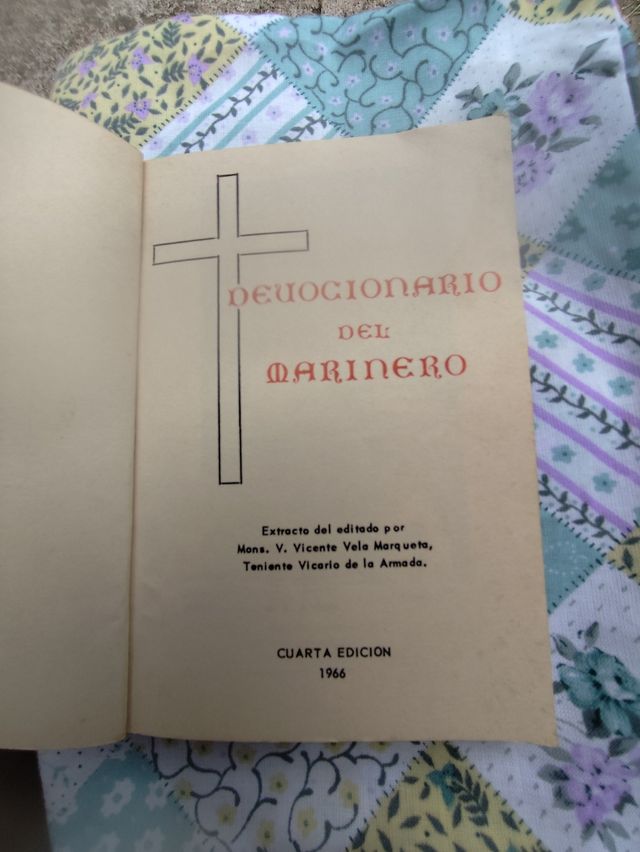 DEVOCIONARIO
DEL
MARINERO
Extracto del editado por
Mons. V. Vicente Vela Marqueta,
Teniente Vicario de la Armada.
CUARTA EDICION
1966